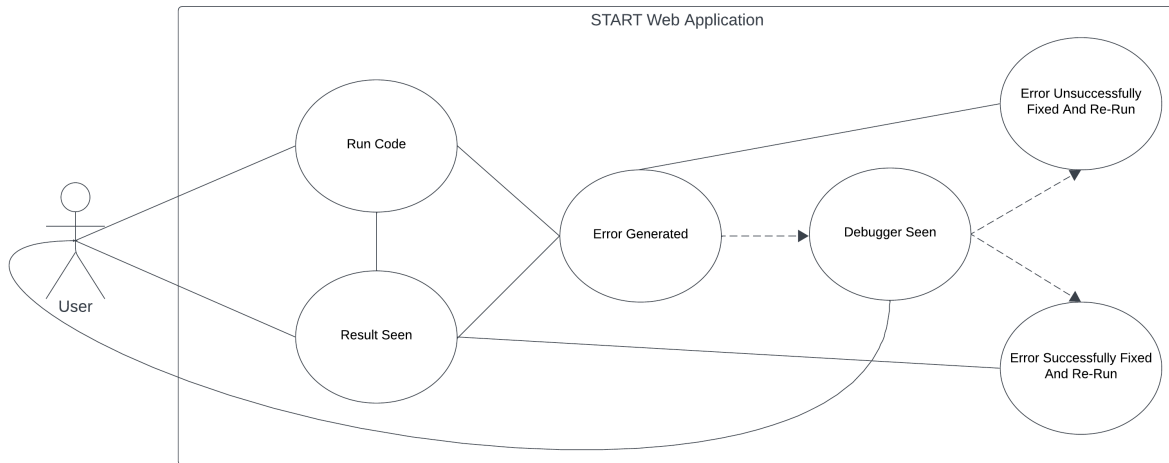 START Web Application
Error Unsuccessfully
Fixed And Re-Run
Run Code
Error Generated
Debugger Seen
User
Result Seen
Error Successfully Fixed
And Re-Run